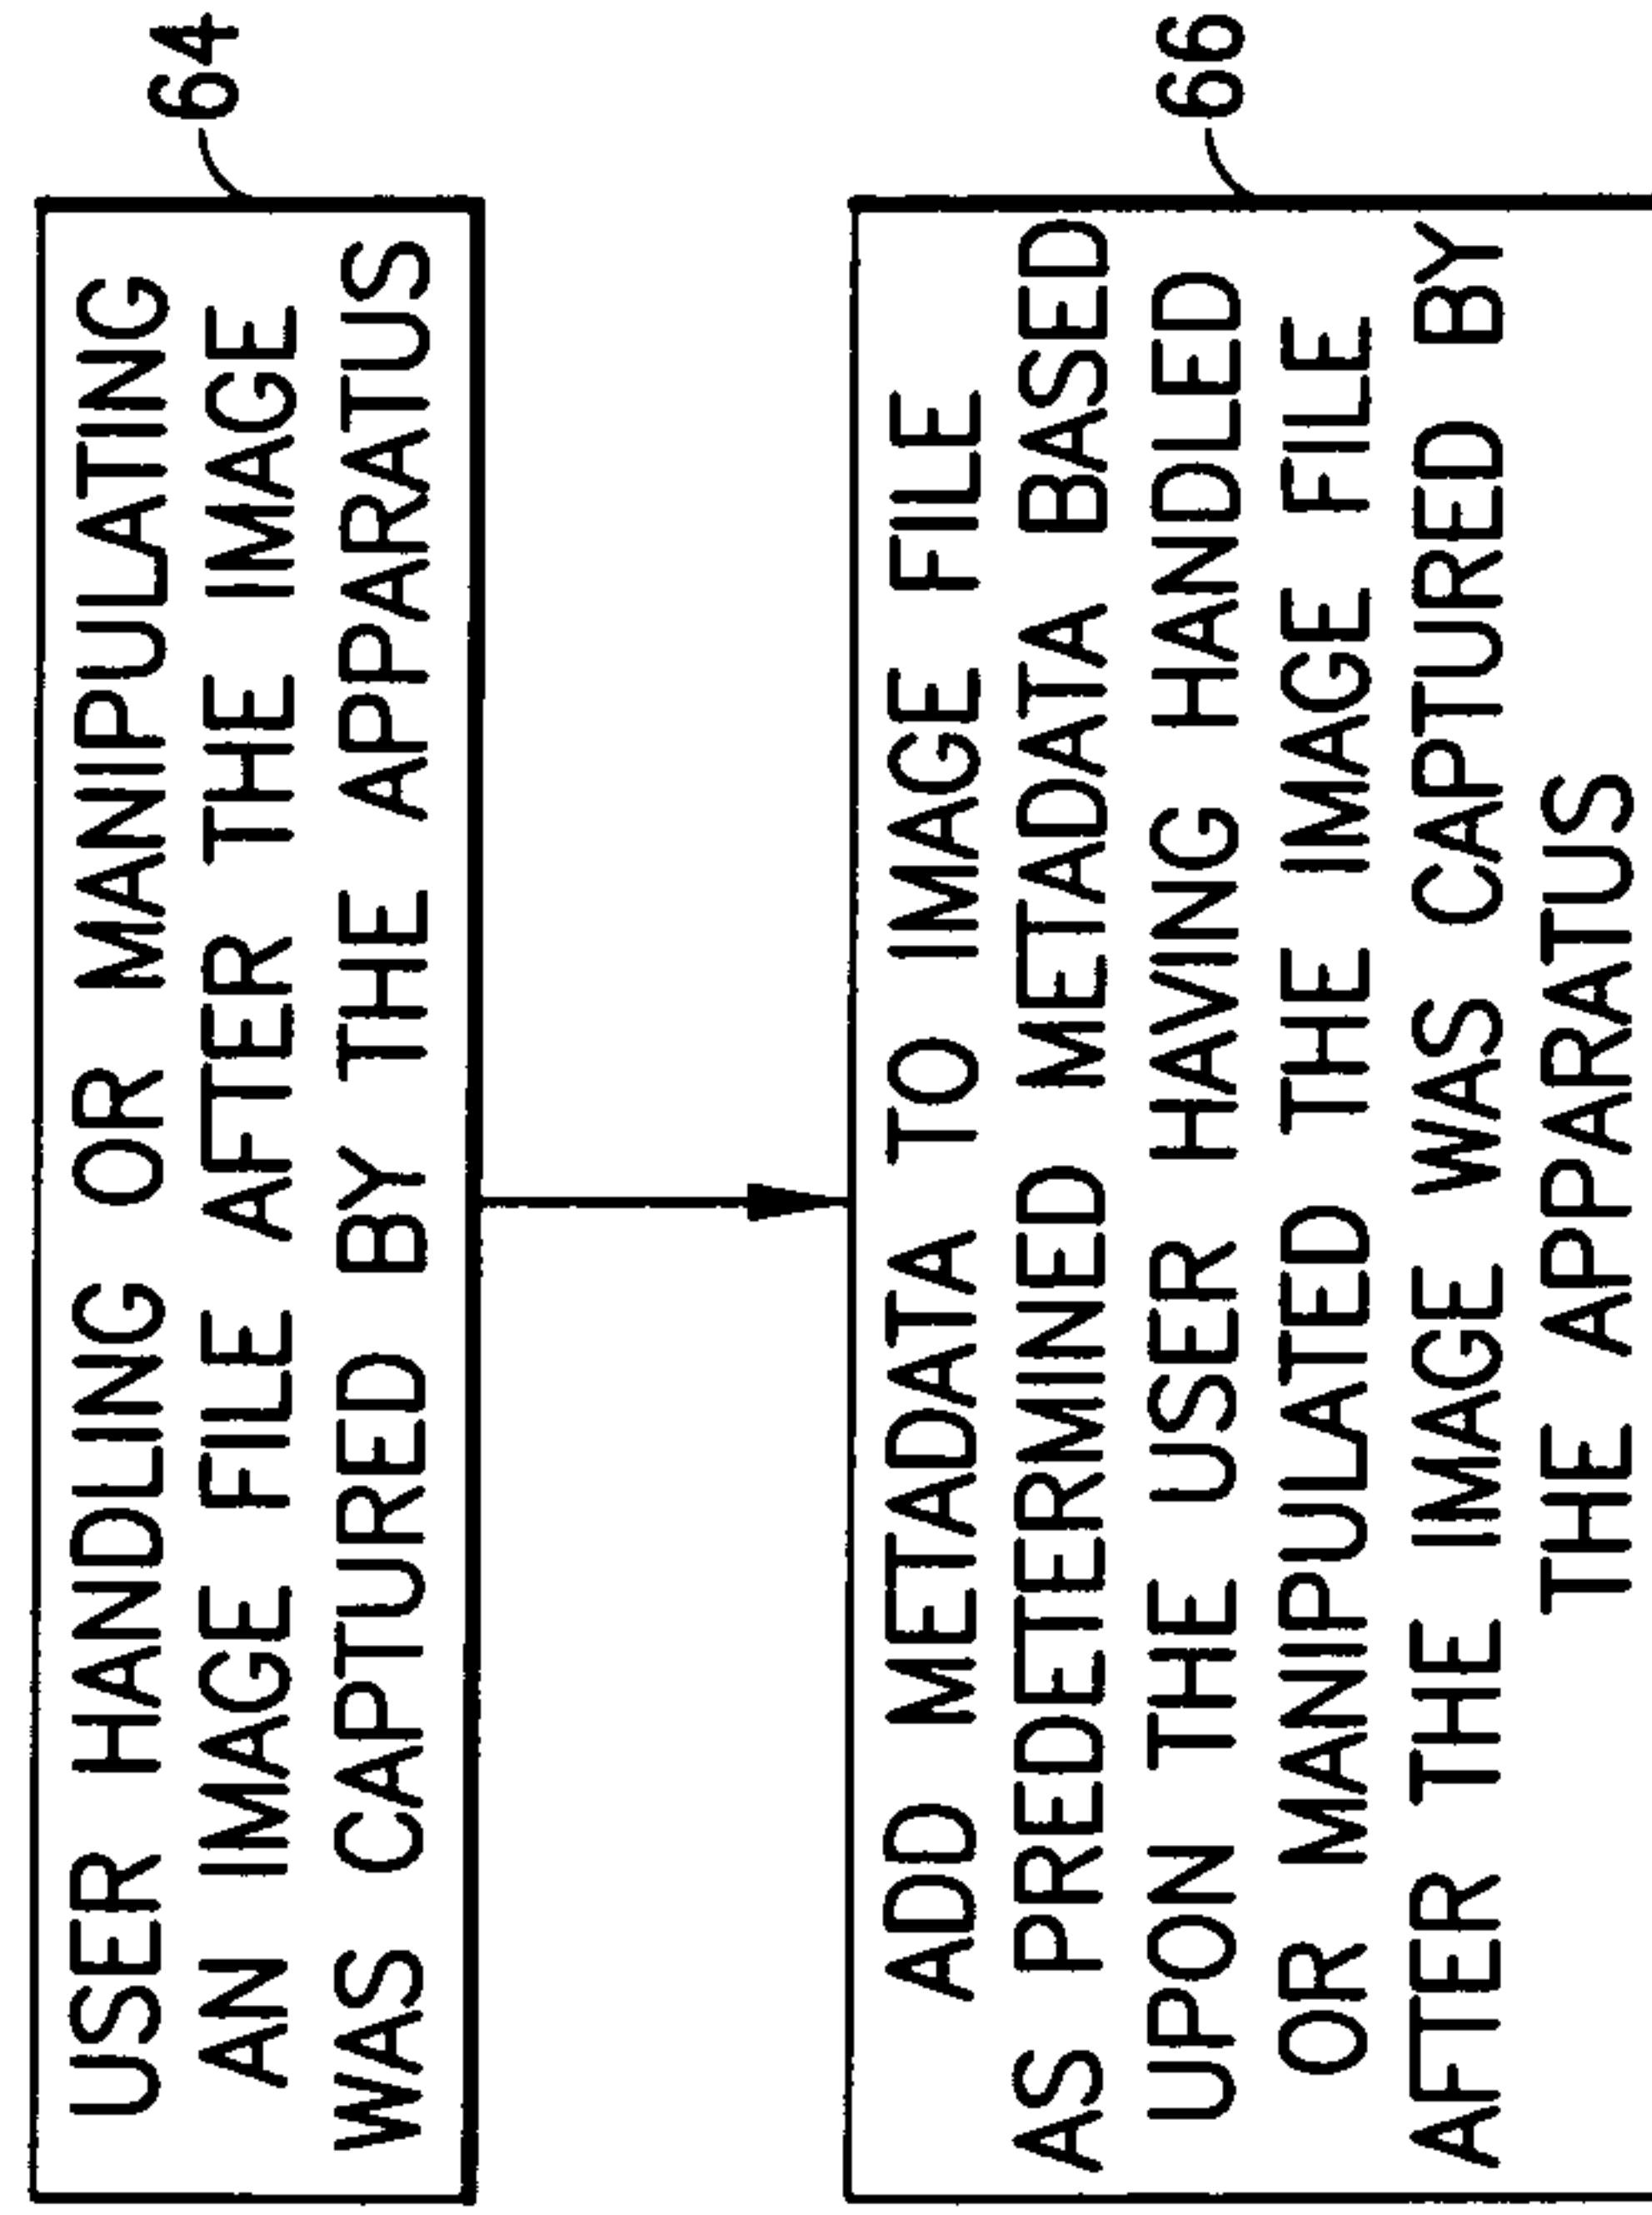 USER HANDLING OR MANIPULATING
AN IMAGE FILE AFTER THE IMAGE
WAS CAPTURED BY THE APPARATUS
64
ADD METADATA TO IMAGE FILE
AS PREDETERMINED METADATA BASED
UPON THE USER HAVING HANDLED
OR MANIPULATED THE IMAGE FILE
AFTER THE IMAGE WAS CAPTURED BY
THE APPARATUS
66